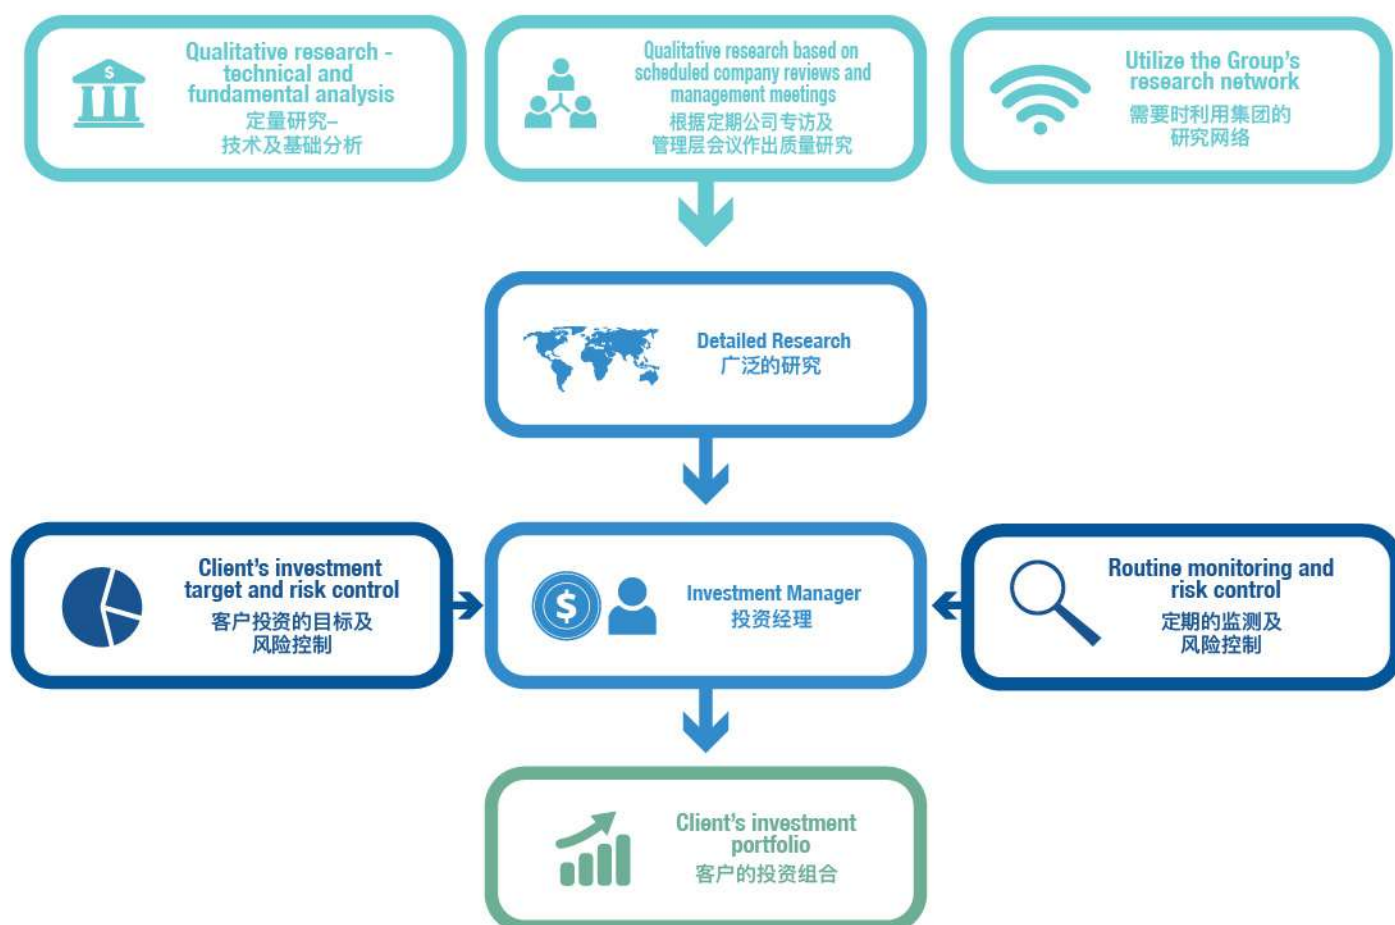 Qualitative research -
technical and
fundamental analysis
定量研究–
技术及基础分析
Qualitative research based on
scheduled company reviews and
management meetings
根据定期公司专访及
管理层会议作出质量研究
Utilize the Group's
research network
需要时利用集团的
研究网络
Detailed Research
广泛的研究
Client's investment
target and risk control
客户投资的目标及
风险控制
Investment Manager
投资经理
Routine monitoring and
risk control
定期的监测及
风险控制
Client's investment
portfolio
客户的投资组合